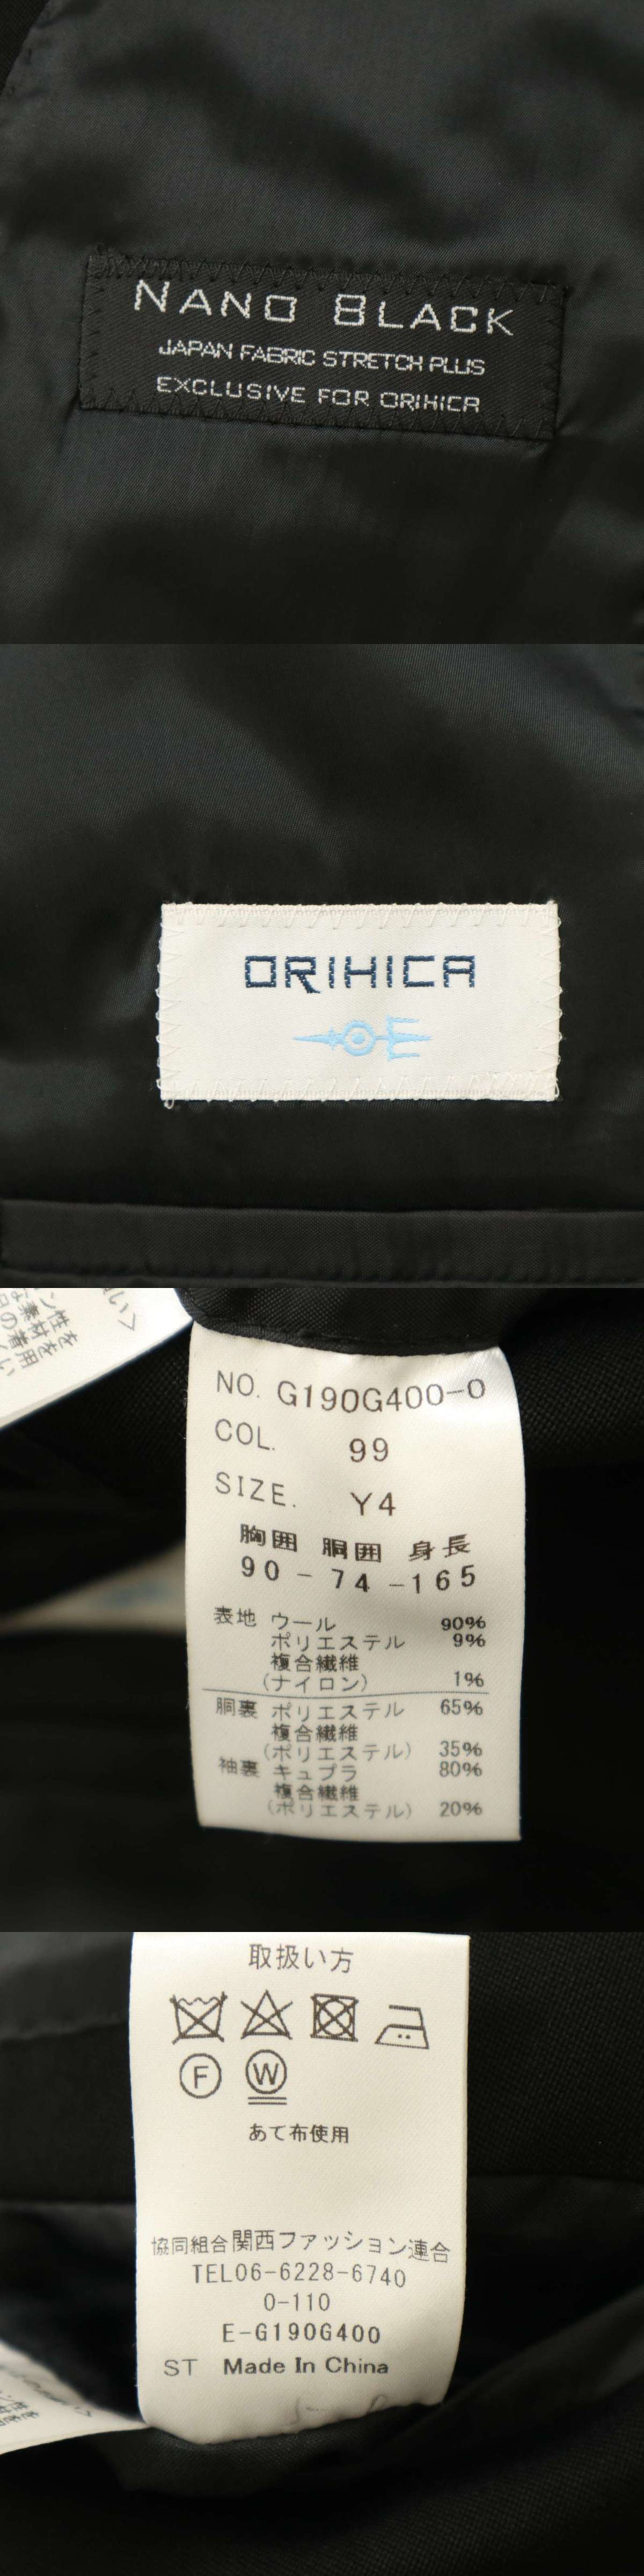 NANO BLACK
JAPAN FABRIC STRETCH PLUS
EXCLUSIVE FOR ORIHICA
ORIHICA
NO. G190G400-0
COL. 99
SIZE. Y4
胸囲 胴囲 身長
90-74-165
表地 ウール 90%
ポリエステル 9%
複合繊維
(ナイロン) 1%
胴裏 ポリエステル 65%
複合繊維
(ポリエステル) 35%
袖裏 キュプラ 80%
複合繊維
(ポリエステル) 20%
取扱い方
F W
あて布使用
協同組合関西ファッション連合
TEL06-6228-6740
0-110
E-G190G400
ST Made In China